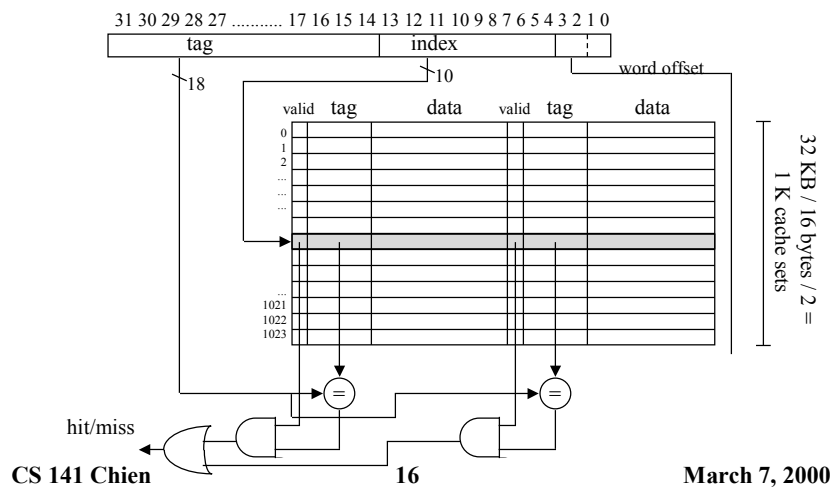 31 30 29 28 27 ........... 17 16 15 14 13 12 11 10 9 8 7 6 5 4 3 2 1 0
tag index
18 10 word offset
valid tag data valid tag data
0
1
2
...
...
...
...
1021
1022
1023
32 KB / 16 bytes / 2 =
1 K cache sets
= =
hit/miss
CS 141 Chien 16 March 7, 2000